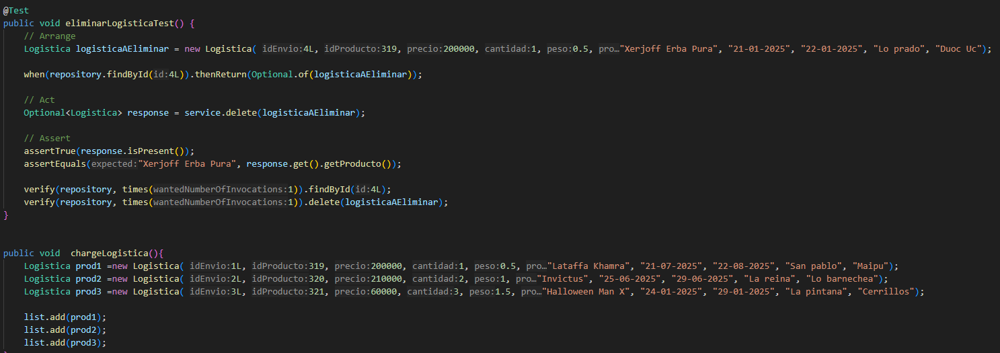 @Test
public void eliminarLogisticaTest() {
// Arrange
Logistica logisticaAEliminar = new Logistica( idEnvio:4L, idProducto:319, precio:200000, cantidad:1, peso:0.5, pro…"Xerjoff Erba Pura", "21-01-2025", "22-01-2025", "Lo prado", "Duoc Uc");
when(repository.findById(id:4L)).thenReturn(Optional.of(logisticaAEliminar));
// Act
Optional<Logistica> response = service.delete(logisticaAEliminar);
// Assert
assertTrue(response.isPresent());
assertEquals(expected:"Xerjoff Erba Pura", response.get().getProducto());
verify(repository, times(wantedNumberOfInvocations:1)).findById(id:4L);
verify(repository, times(wantedNumberOfInvocations:1)).delete(logisticaAEliminar);
}
public void  chargeLogistica(){
Logistica prod1 =new Logistica( idEnvio:1L, idProducto:319, precio:200000, cantidad:1, peso:0.5, pro…"Lataffa Khamra", "21-07-2025", "22-08-2025", "San pablo", "Maipu");
Logistica prod2 =new Logistica( idEnvio:2L, idProducto:320, precio:210000, cantidad:2, peso:1, pro…"Invictus", "25-06-2025", "29-06-2025", "La reina", "Lo barnechea");
Logistica prod3 =new Logistica( idEnvio:3L, idProducto:321, precio:60000, cantidad:3, peso:1.5, pro…"Halloween Man X", "24-01-2025", "29-01-2025", "La pintana", "Cerrillos");
list.add(prod1);
list.add(prod2);
list.add(prod3);